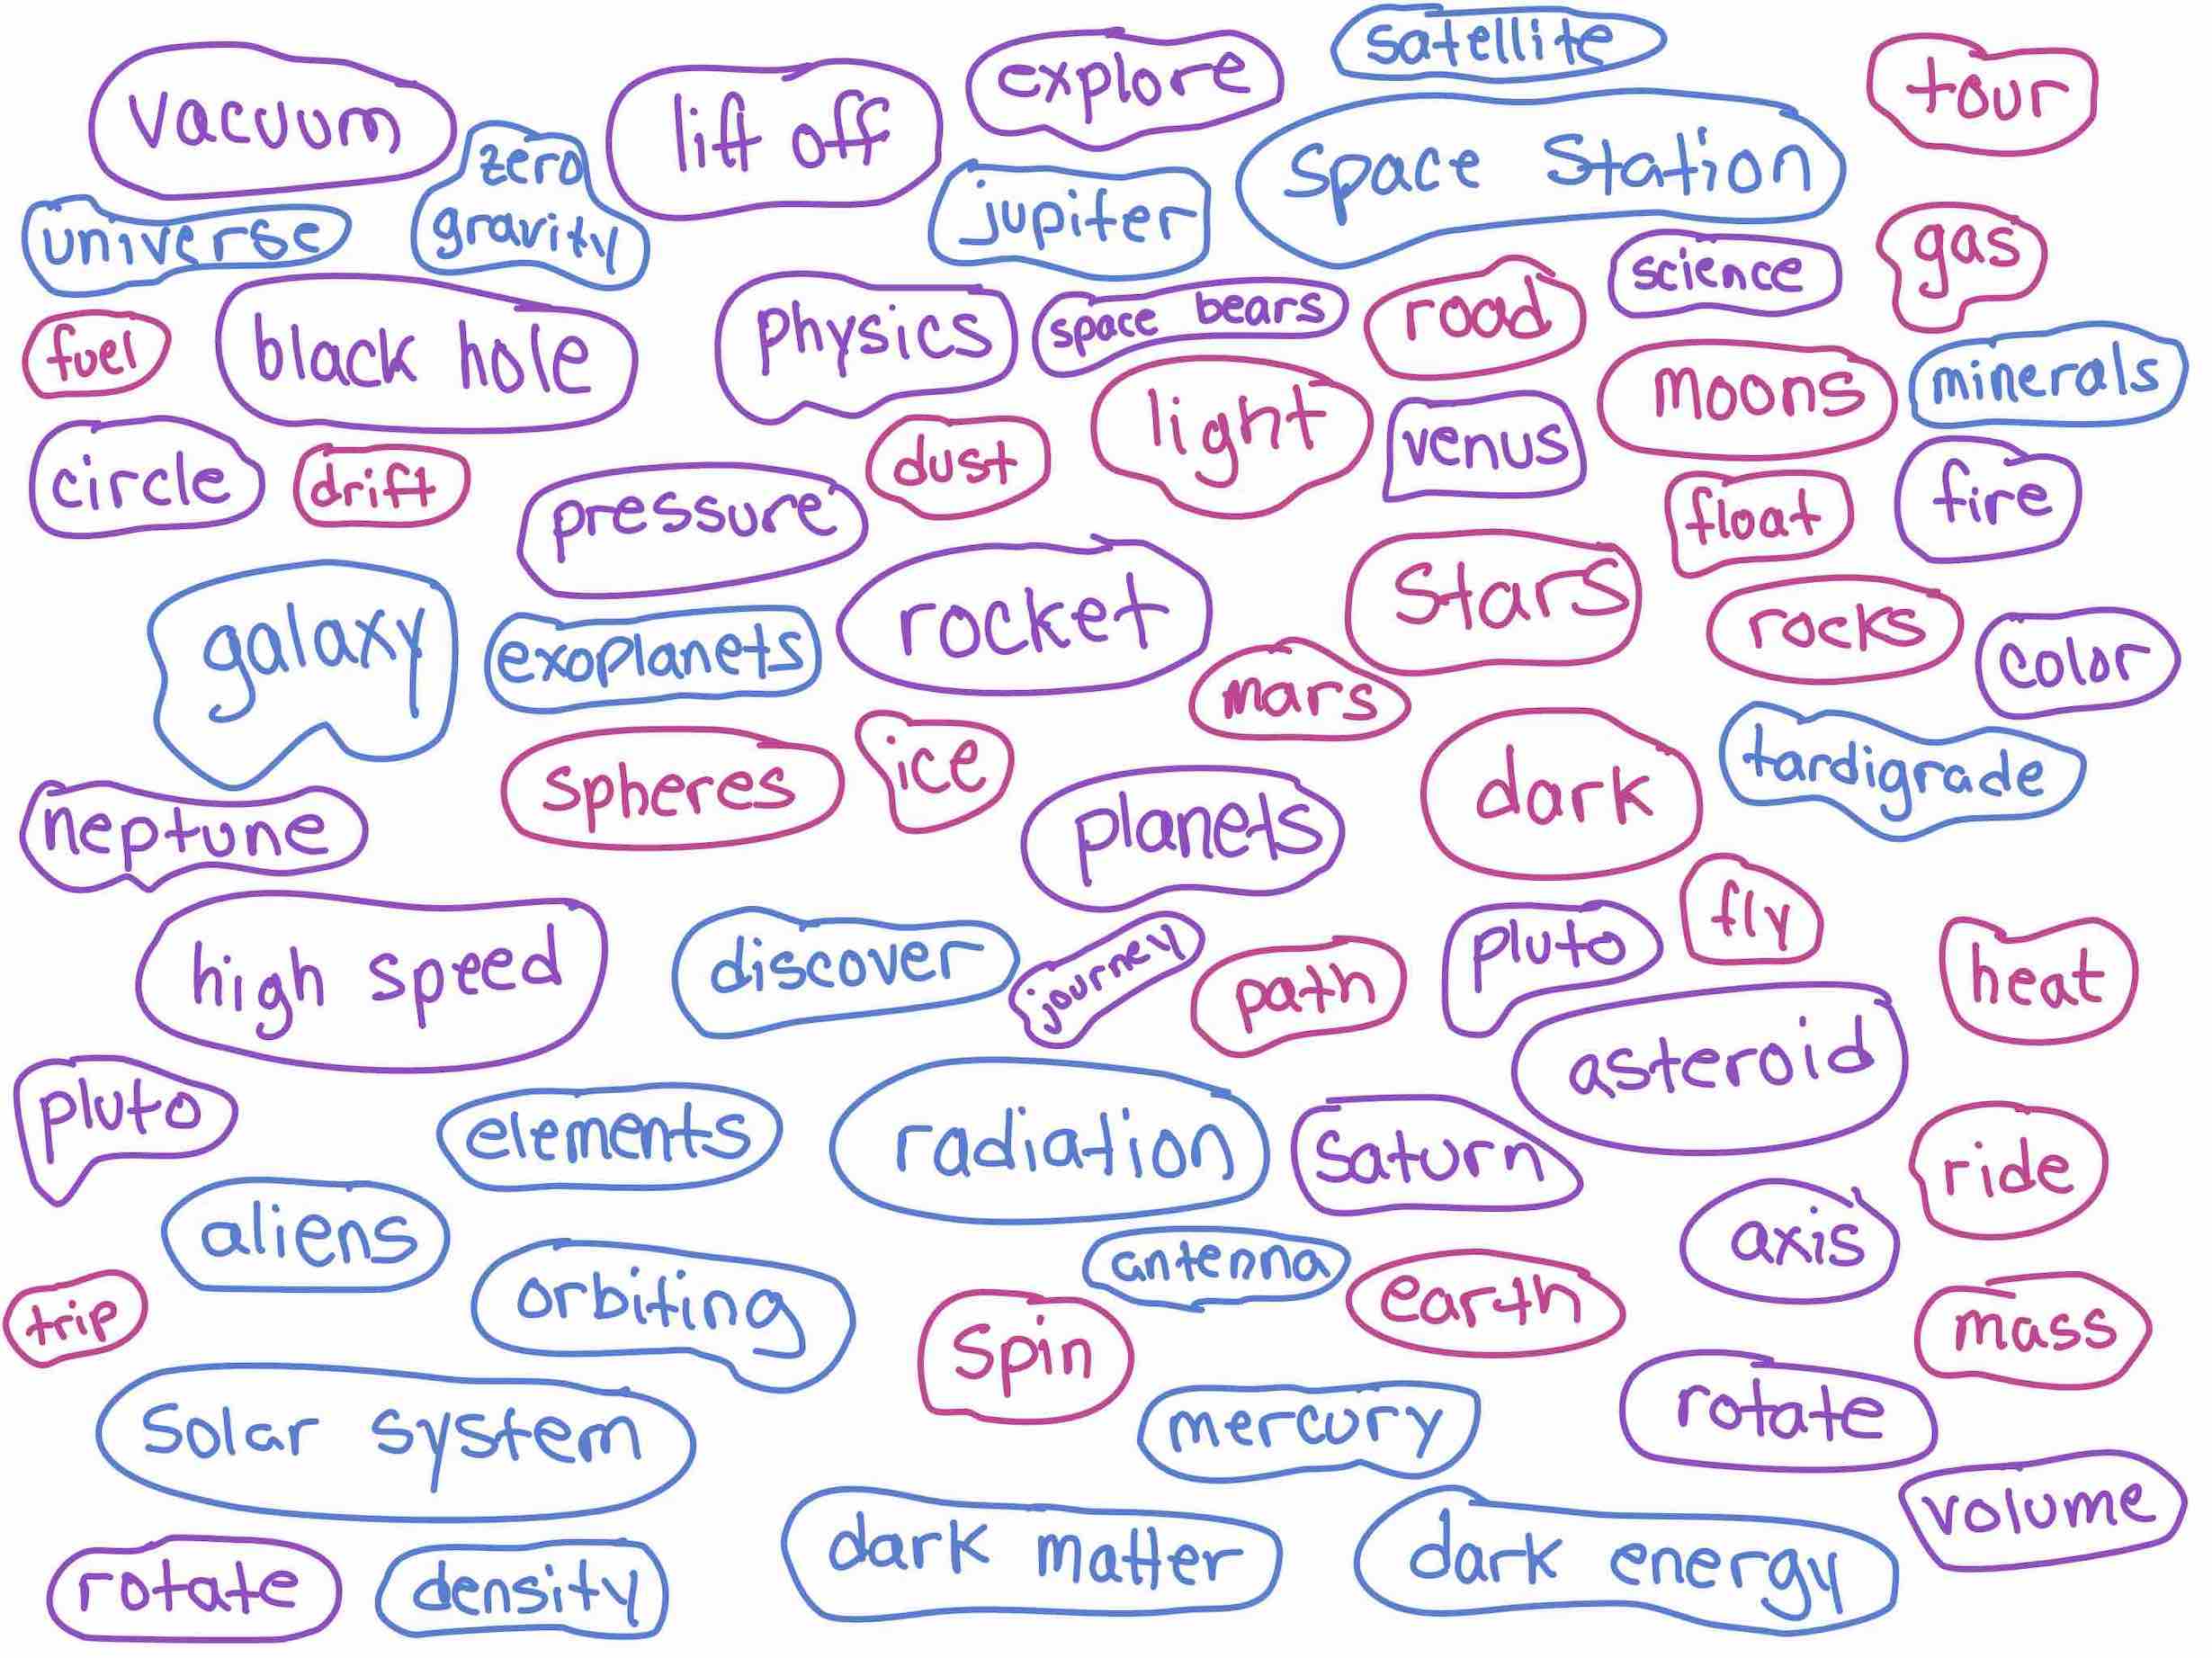 satellite
explore
tour
vacuum
lift off
zero
gravity
space station
jupiter
universe
gas
science
space bears
road
physics
fuel
black hole
minerals
moons
light
venus
dust
circle
drift
fire
pressure
float
stars
rocket
rocks
galaxy
exoplanets
color
mars
ice
tardigrade
spheres
dark
planets
neptune
fly
pluto
discover
journey
high speed
path
heat
asteroid
pluto
elements
radiation
saturn
ride
aliens
axis
antenna
orbiting
earth
trip
spin
mass
rotate
mercury
solar system
volume
dark matter
dark energy
rotate
density